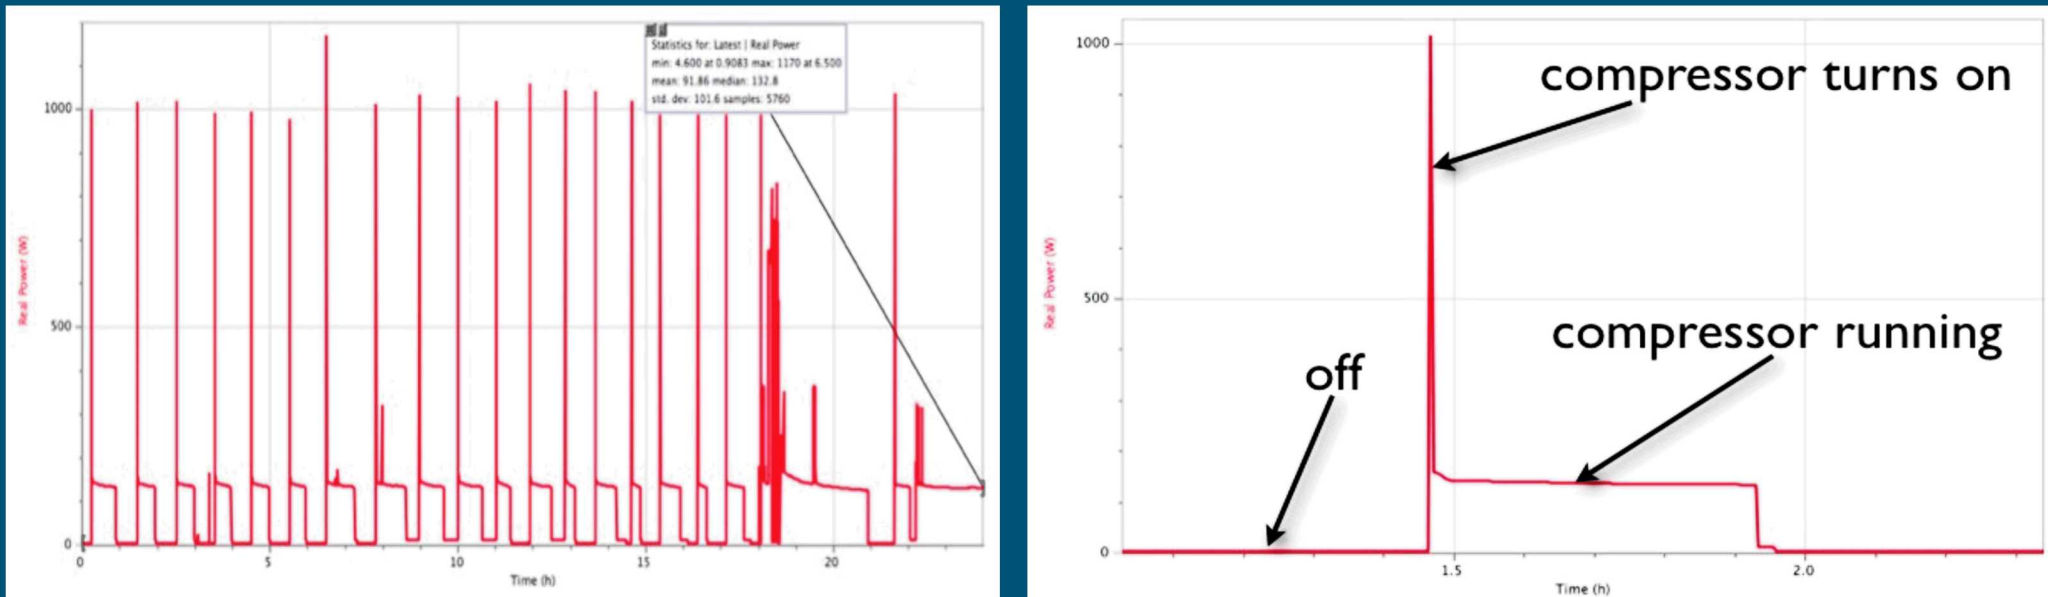 Statistics for: Latest | Real Power
min: 4.600 at 0.9083 max: 1170 at 6.500
mean: 91.86 median: 132.8
std. dev: 101.6 samples: 5760
1000
500
0
Real Power (W)
0 5 10 15 20
Time (h)
1000
500
0
Real Power (W)
compressor turns on
compressor running
off
1.5 2.0
Time (h)